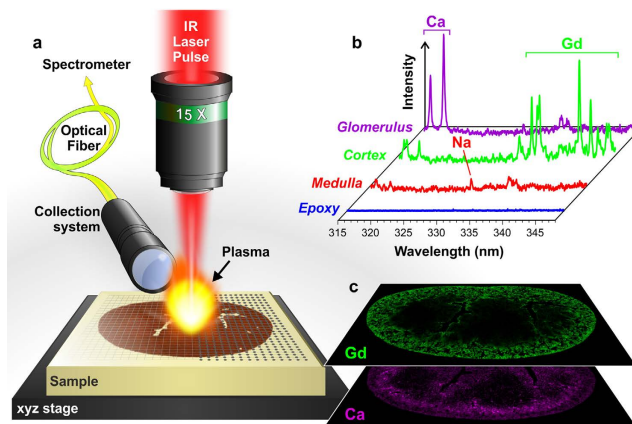 a
IR
Laser
Pulse
Spectrometer
15 X
Optical
Fiber
Collection
system
Plasma
Sample
xyz stage
b
Ca
Gd
Intensity
Glomerulus
Cortex
Na
Medulla
Epoxy
315 320 325 330 335 340 345
Wavelength (nm)
c
Gd
Ca